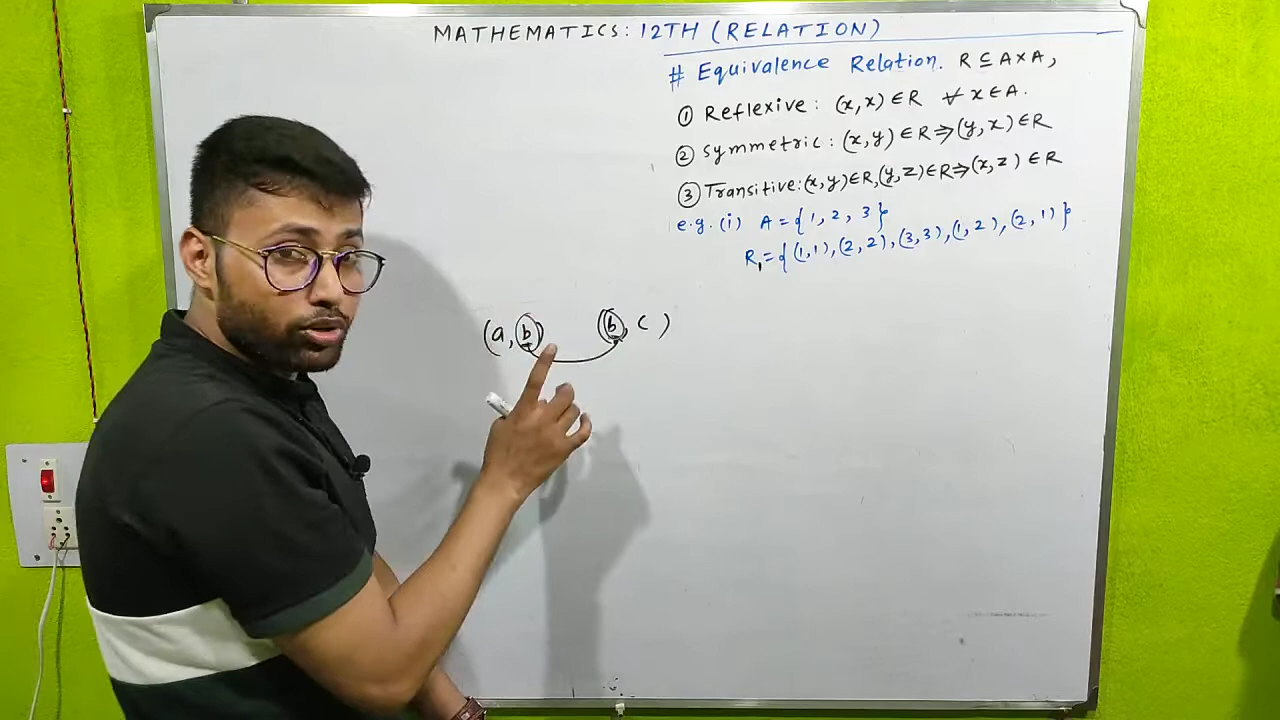 MATHEMATICS: 12TH (RELATION)
# Equivalence Relation. R ⊆ A×A,
① Reflexive: (x,x) ∈ R ∀ x ∈ A.
② Symmetric: (x,y) ∈ R ⇒ (y,x) ∈ R
③ Transitive: (x,y) ∈ R, (y,z) ∈ R ⇒ (x,z) ∈ R
e.g. (i) A = {1, 2, 3}
R₁ = {(1,1), (2,2), (3,3), (1,2), (2,1)}
(a, b) (b, c)